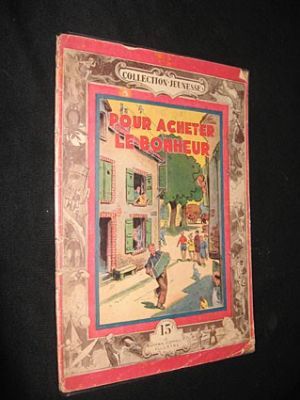 COLLECTION JEUNESSE
POUR ACHETER
LE BONHEUR
15F